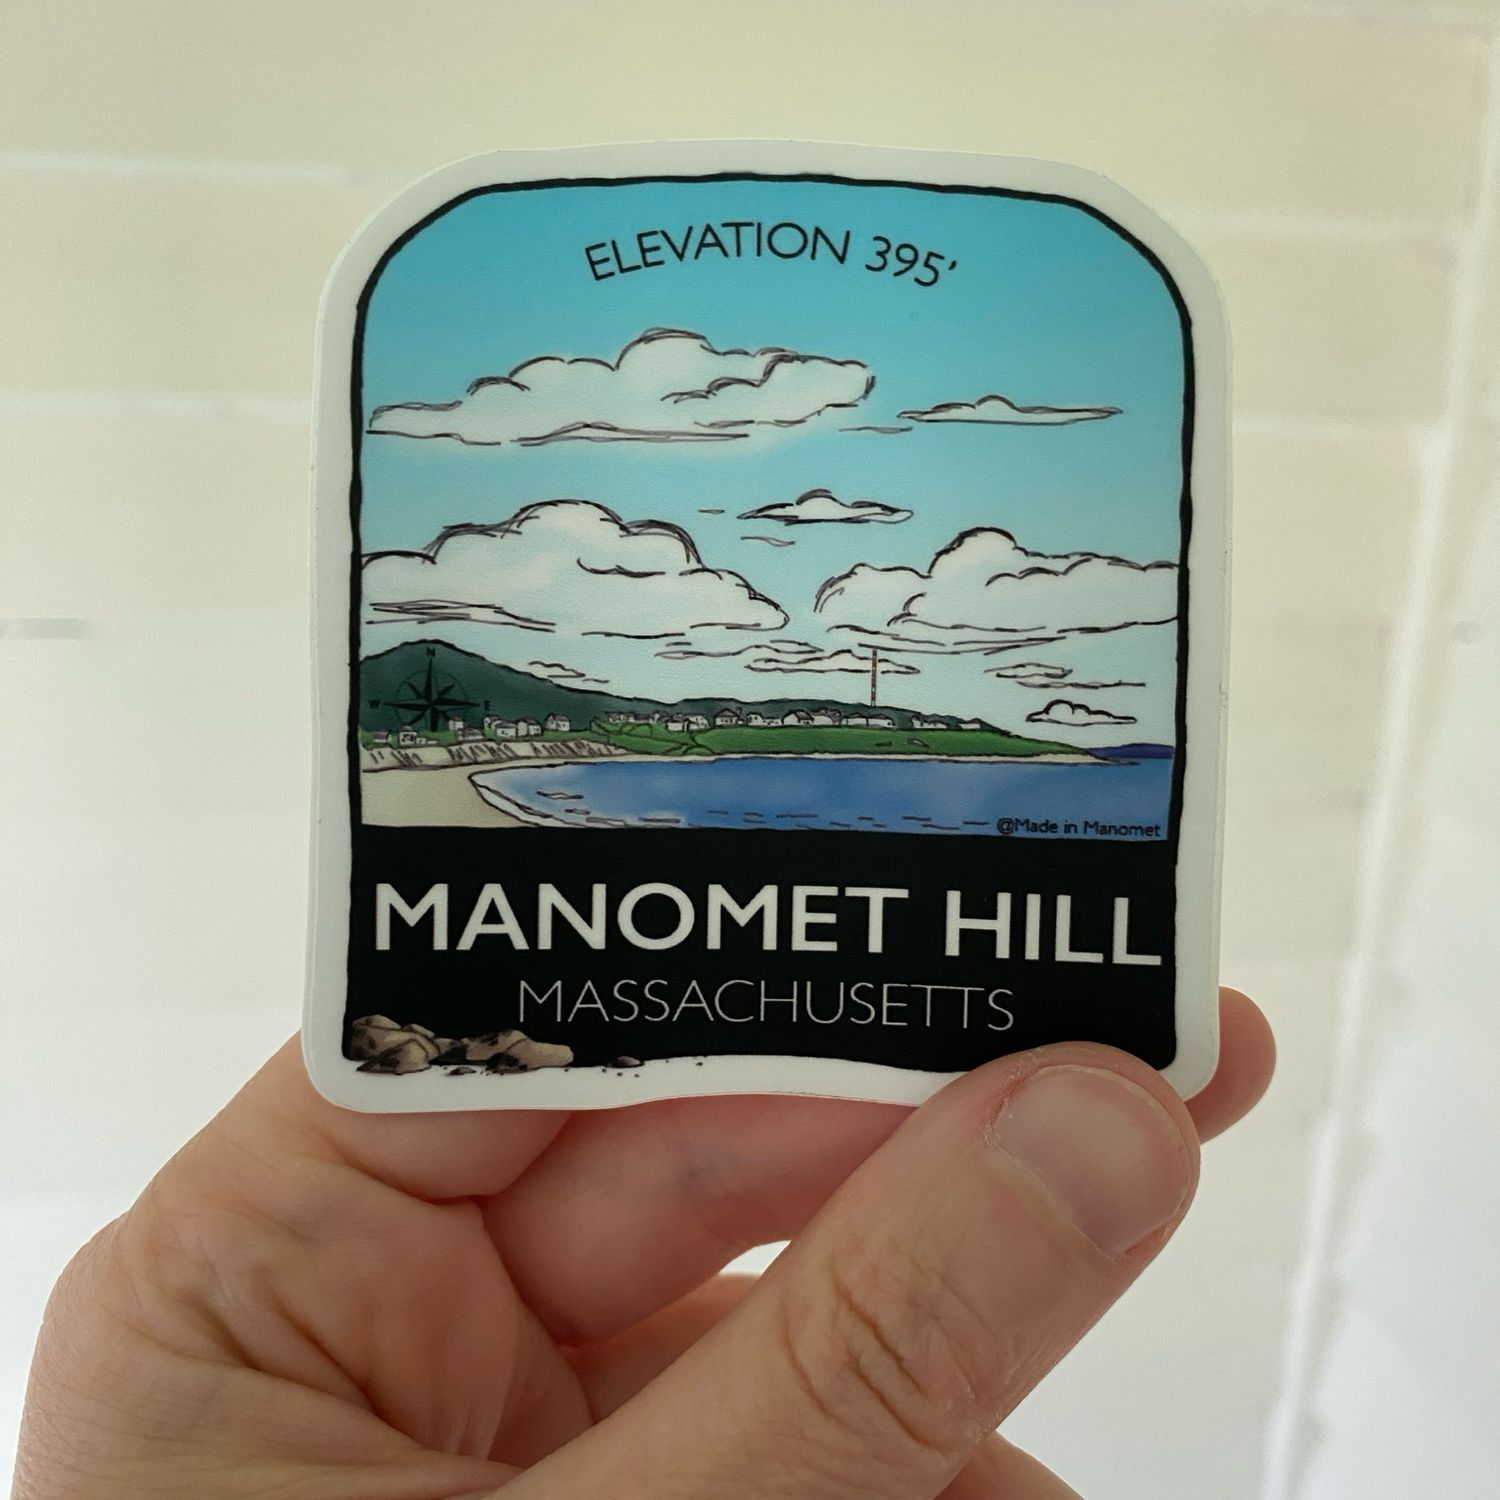 ELEVATION 395'
N
W E
@Made in Manomet
MANOMET HILL
MASSACHUSETTS